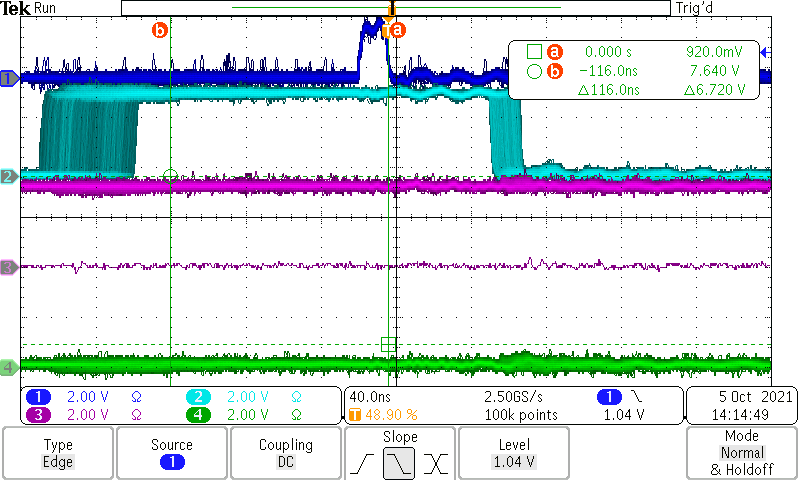 Tek Run Trig'd
b T a
a 0.000 s 920.0mV
b −116.0ns 7.640 V
Δ116.0ns Δ6.720 V
1
2
3
4
1 2.00 V Ω 2 2.00 V Ω
3 2.00 V Ω 4 2.00 V Ω
40.0ns 2.50GS/s 1
T 48.90 % 100k points 1.04 V
5 Oct 2021
14:14:49
Type
Edge
Source
1
Coupling
DC
Slope
Level
1.04 V
Mode
Normal
& Holdoff